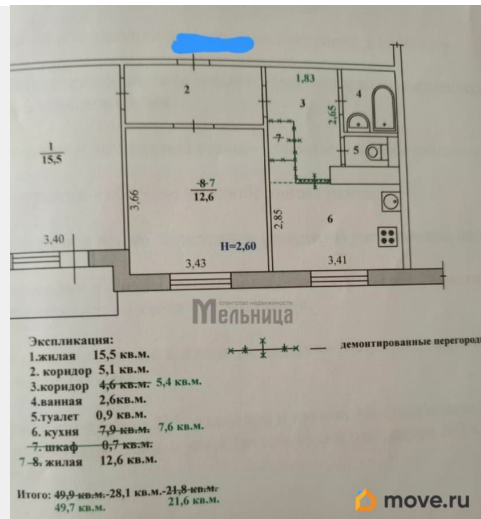 1,83
2
3
4
2,65
1
15,5
7
5
8 7
12,6
3,66
2,85
6
Н=2,60
3,40
3,43
3,41
агентство недвижимость
Мельница
Экспликация:
демонтированные перегород
1.жилая 15,5 кв.м.
2. коридор 5,1 кв.м.
3.коридор 4,6 кв.м. 5,4 кв.м.
4.ванная 2,6кв.м.
5.туалет 0,9 кв.м.
6. кухня 7,9 кв.м. 7,6 кв.м.
7. шкаф 0,7 кв.м.
7 8. жилая 12,6 кв.м.
Итого: 49,9 кв.м.-28,1 кв.м.-21,8 кв.м.
49,7 кв.м. 21,6 кв.м.
move.ru